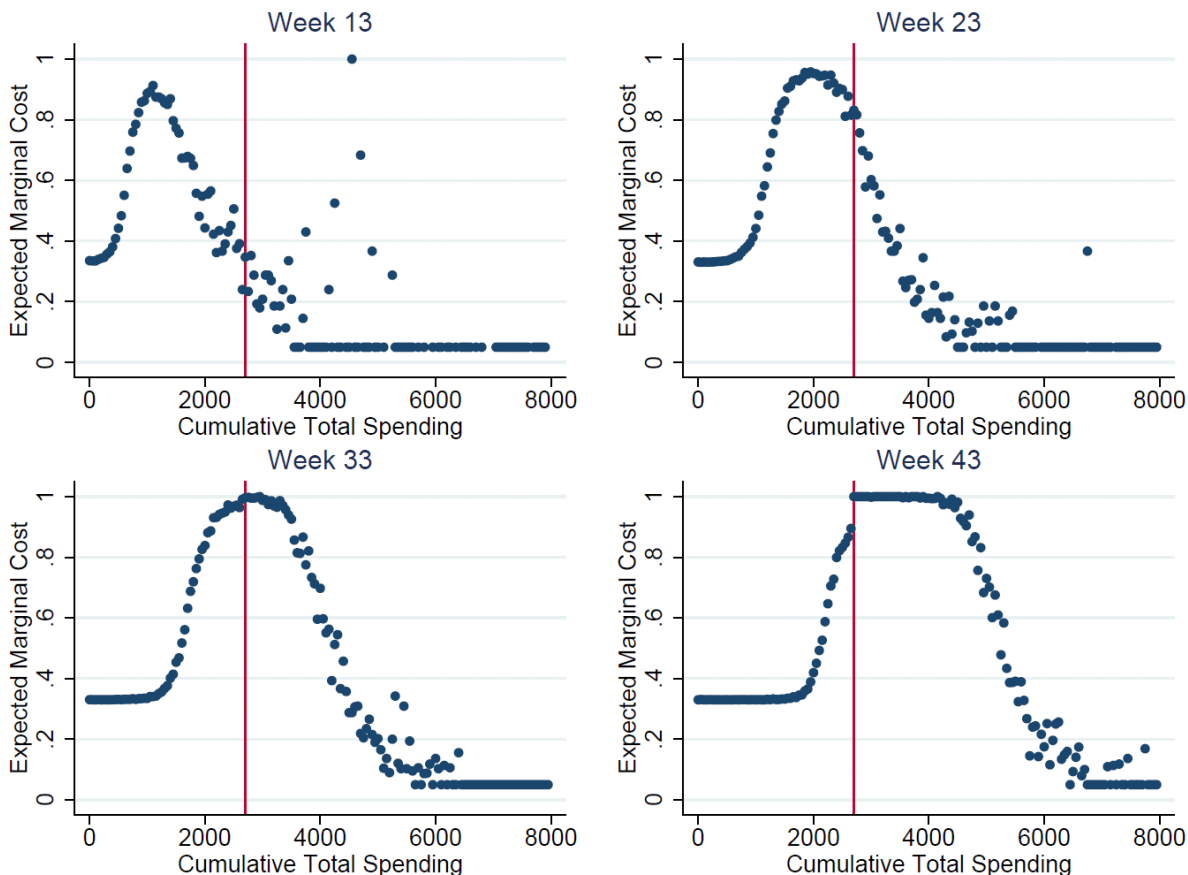 Week 13
Expected Marginal Cost
1
.8
.6
.4
.2
0
0 2000 4000 6000 8000
Cumulative Total Spending
Week 23
Expected Marginal Cost
1
.8
.6
.4
.2
0
0 2000 4000 6000 8000
Cumulative Total Spending
Week 33
Expected Marginal Cost
1
.8
.6
.4
.2
0
0 2000 4000 6000 8000
Cumulative Total Spending
Week 43
Expected Marginal Cost
1
.8
.6
.4
.2
0
0 2000 4000 6000 8000
Cumulative Total Spending